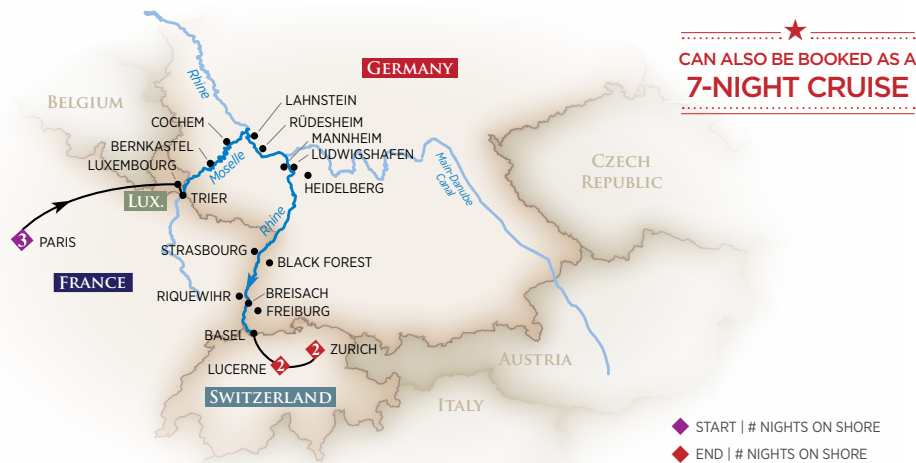 CAN ALSO BE BOOKED AS A
7-NIGHT CRUISE
GERMANY
Rhine
BELGIUM
LAHNSTEIN
COCHEM
RÜDESHEIM
MANNHEIM
BERNKASTEL
LUDWIGSHAFEN
LUXEMBOURG
Moselle
HEIDELBERG
Main-Danube
Canal
CZECH
REPUBLIC
LUX.
TRIER
3
PARIS
Rhine
STRASBOURG
BLACK FOREST
FRANCE
RIQUEWIHR
BREISACH
FREIBURG
BASEL
2
ZURICH
LUCERNE
2
AUSTRIA
SWITZERLAND
ITALY
START | # NIGHTS ON SHORE
END | # NIGHTS ON SHORE